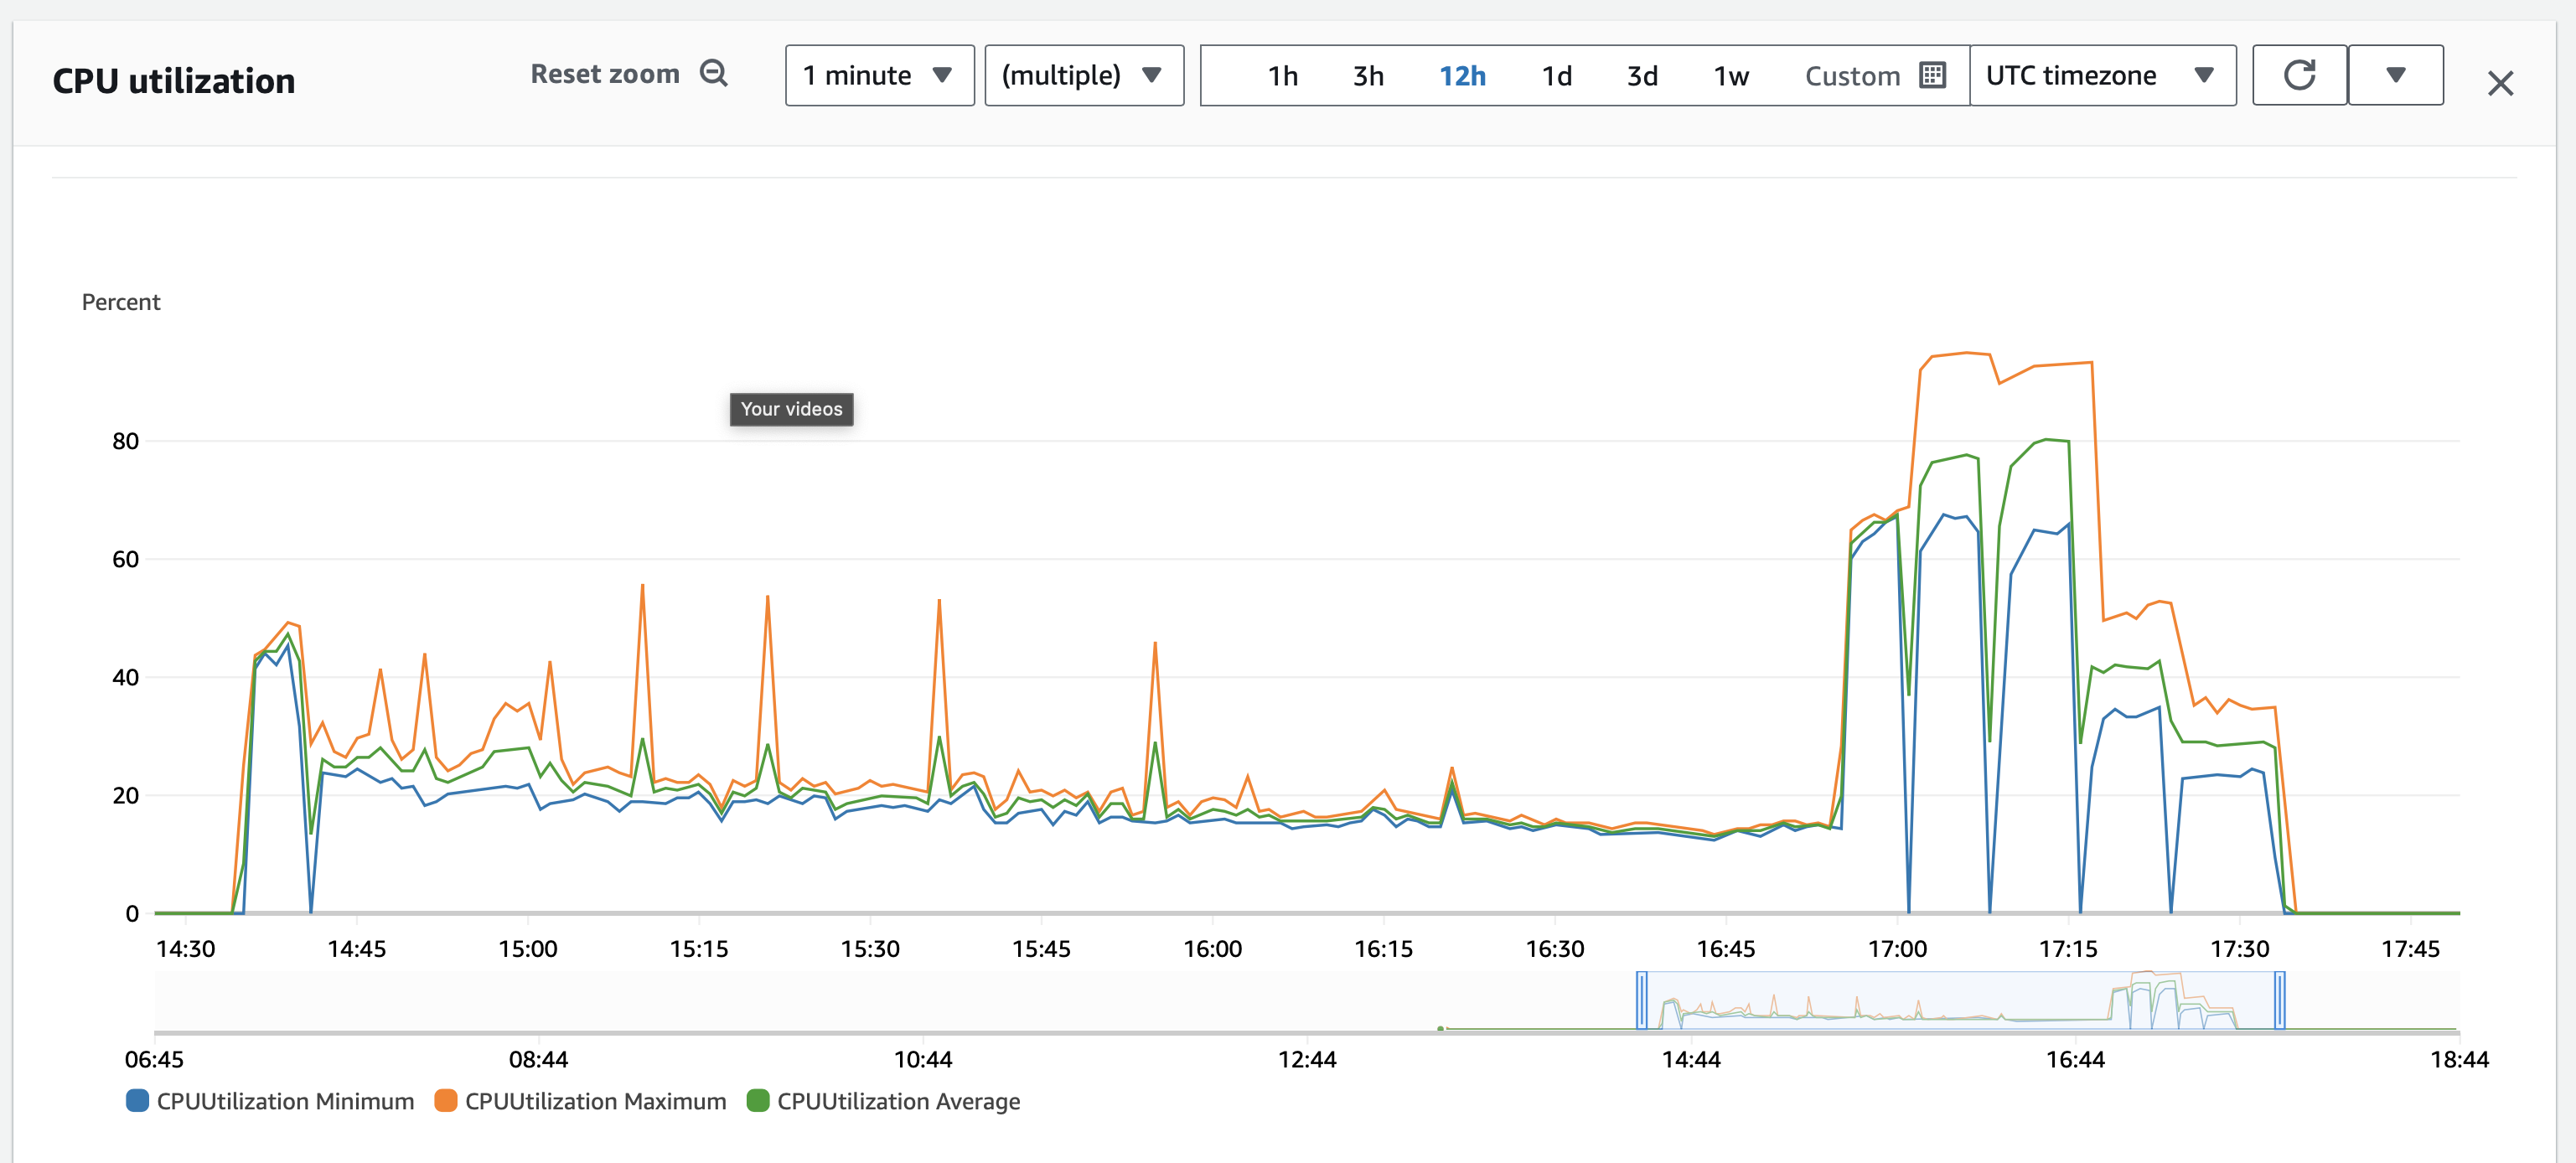 CPU utilization Reset zoom 1 minute (multiple) 1h 3h 12h 1d 3d 1w Custom UTC timezone
Percent
Your videos
80
60
40
20
0
14:30 14:45 15:00 15:15 15:30 15:45 16:00 16:15 16:30 16:45 17:00 17:15 17:30 17:45
06:45 08:44 10:44 12:44 14:44 16:44 18:44
CPUUtilization Minimum CPUUtilization Maximum CPUUtilization Average